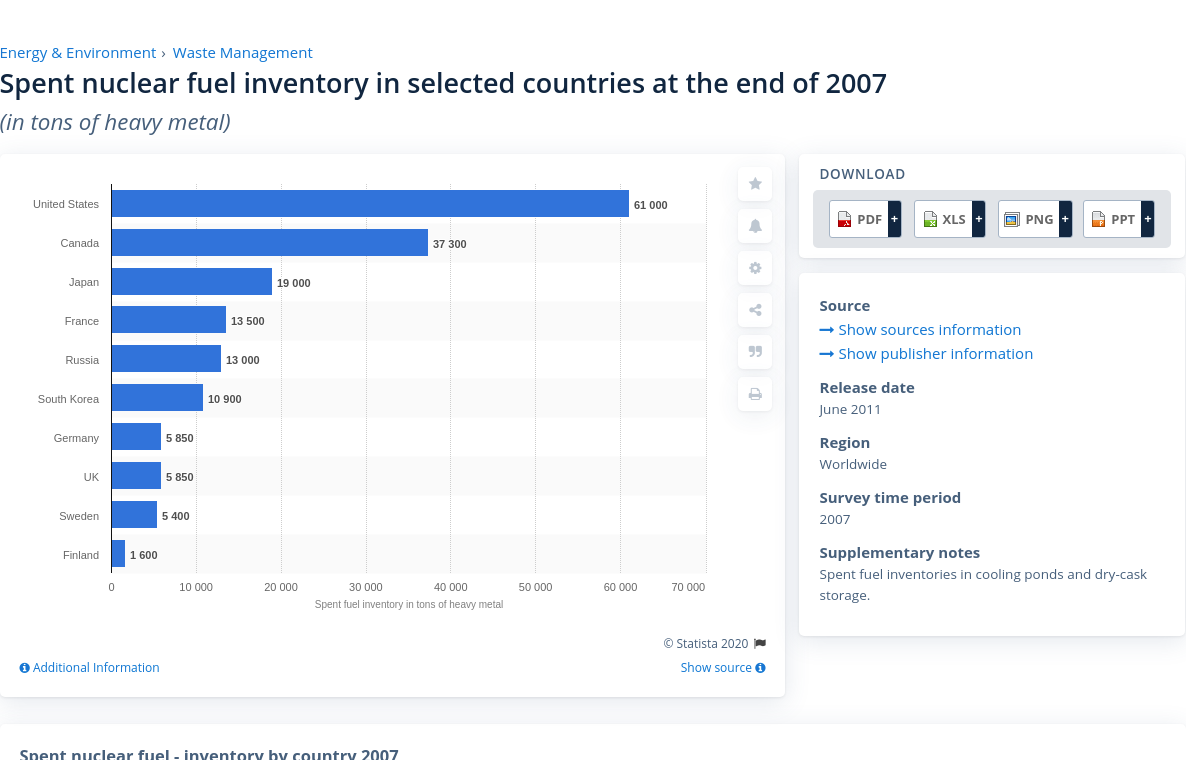 Energy & Environment › Waste Management
Spent nuclear fuel inventory in selected countries at the end of 2007
(in tons of heavy metal)
United States 61 000
Canada 37 300
Japan 19 000
France 13 500
Russia 13 000
South Korea 10 900
Germany 5 850
UK 5 850
Sweden 5 400
Finland 1 600
0 10 000 20 000 30 000 40 000 50 000 60 000 70 000
Spent fuel inventory in tons of heavy metal
© Statista 2020
Additional Information Show source
DOWNLOAD
PDF + XLS + PNG + PPT +
Source
Show sources information
Show publisher information
Release date
June 2011
Region
Worldwide
Survey time period
2007
Supplementary notes
Spent fuel inventories in cooling ponds and dry-cask
storage.
Spent nuclear fuel - inventory by country 2007